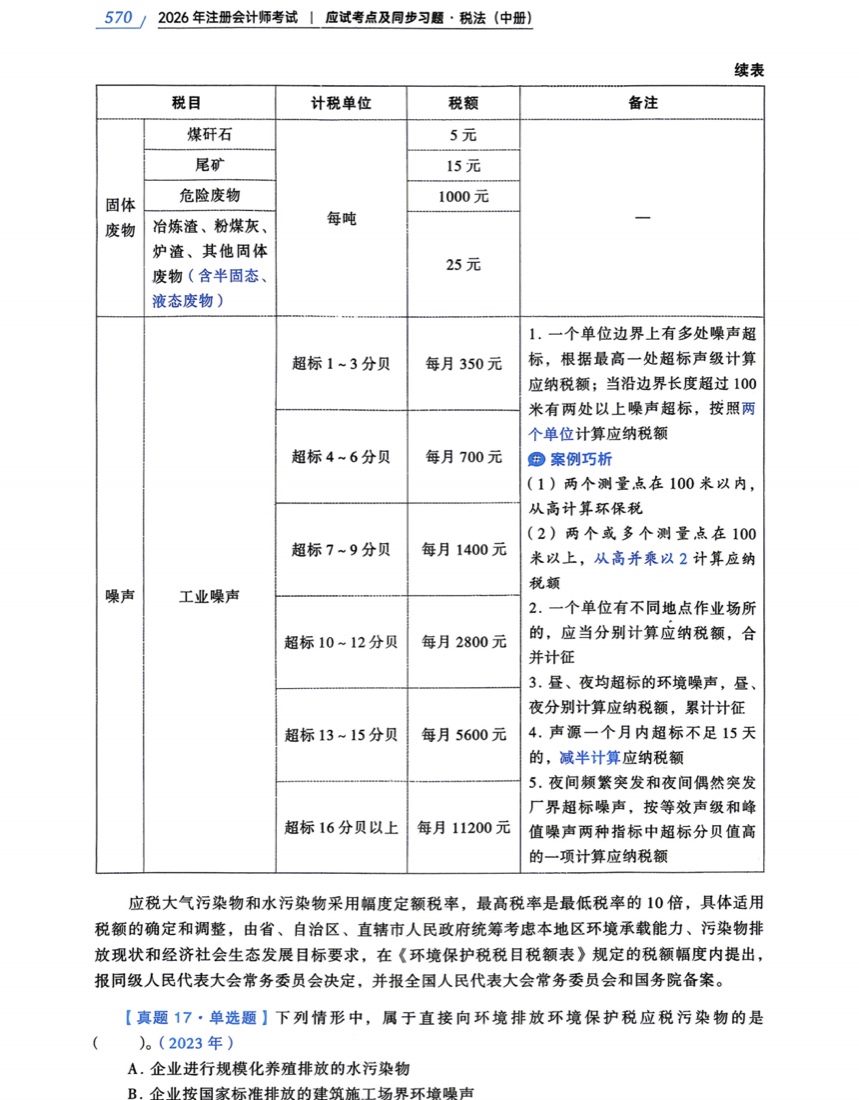 570 2026年注册会计师考试 | 应试考点及同步习题·税法（中册）
续表
税目 计税单位 税额 备注
固体
废物
煤矸石
尾矿
危险废物
冶炼渣、粉煤灰、
炉渣、其他固体
废物（含半固态、
液态废物）
每吨
5元
15元
1000元
25元
—
噪声
工业噪声
超标1~3分贝 每月350元
超标4~6分贝 每月700元
超标7~9分贝 每月1400元
超标10~12分贝 每月2800元
超标13~15分贝 每月5600元
超标16分贝以上 每月11200元
1. 一个单位边界上有多处噪声超
标，根据最高一处超标声级计算
应纳税额；当沿边界长度超过100
米有两处以上噪声超标，按照两
个单位计算应纳税额
案例巧析
（1）两个测量点在100米以内，
从高计算环保税
（2）两个或多个测量点在100
米以上，从高并乘以2计算应纳
税额
2. 一个单位有不同地点作业场所
的，应当分别计算应纳税额，合
并计征
3. 昼、夜均超标的环境噪声，昼、
夜分别计算应纳税额，累计计征
4. 声源一个月内超标不足15天
的，减半计算应纳税额
5. 夜间频繁突发和夜间偶然突发
厂界超标噪声，按等效声级和峰
值噪声两种指标中超标分贝值高
的一项计算应纳税额
应税大气污染物和水污染物采用幅度定额税率，最高税率是最低税率的10倍，具体适用
税额的确定和调整，由省、自治区、直辖市人民政府统筹考虑本地区环境承载能力、污染物排
放现状和经济社会生态发展目标要求，在《环境保护税税目税额表》规定的税额幅度内提出，
报同级人民代表大会常务委员会决定，并报全国人民代表大会常务委员会和国务院备案。
【真题17·单选题】下列情形中，属于直接向环境排放环境保护税应税污染物的是
（　　）。（2023年）
A. 企业进行规模化养殖排放的水污染物
B. 企业按国家标准排放的建筑施工场界环境噪声